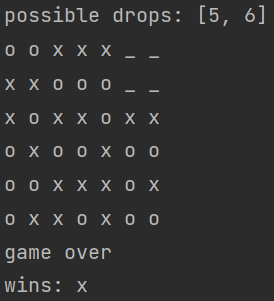 possible drops: [5, 6]
o o x x x _ _
x x o o o _ _
x o x x o x x
o x o o x o o
o o x x x o x
o x x o x o o
game over
wins: x